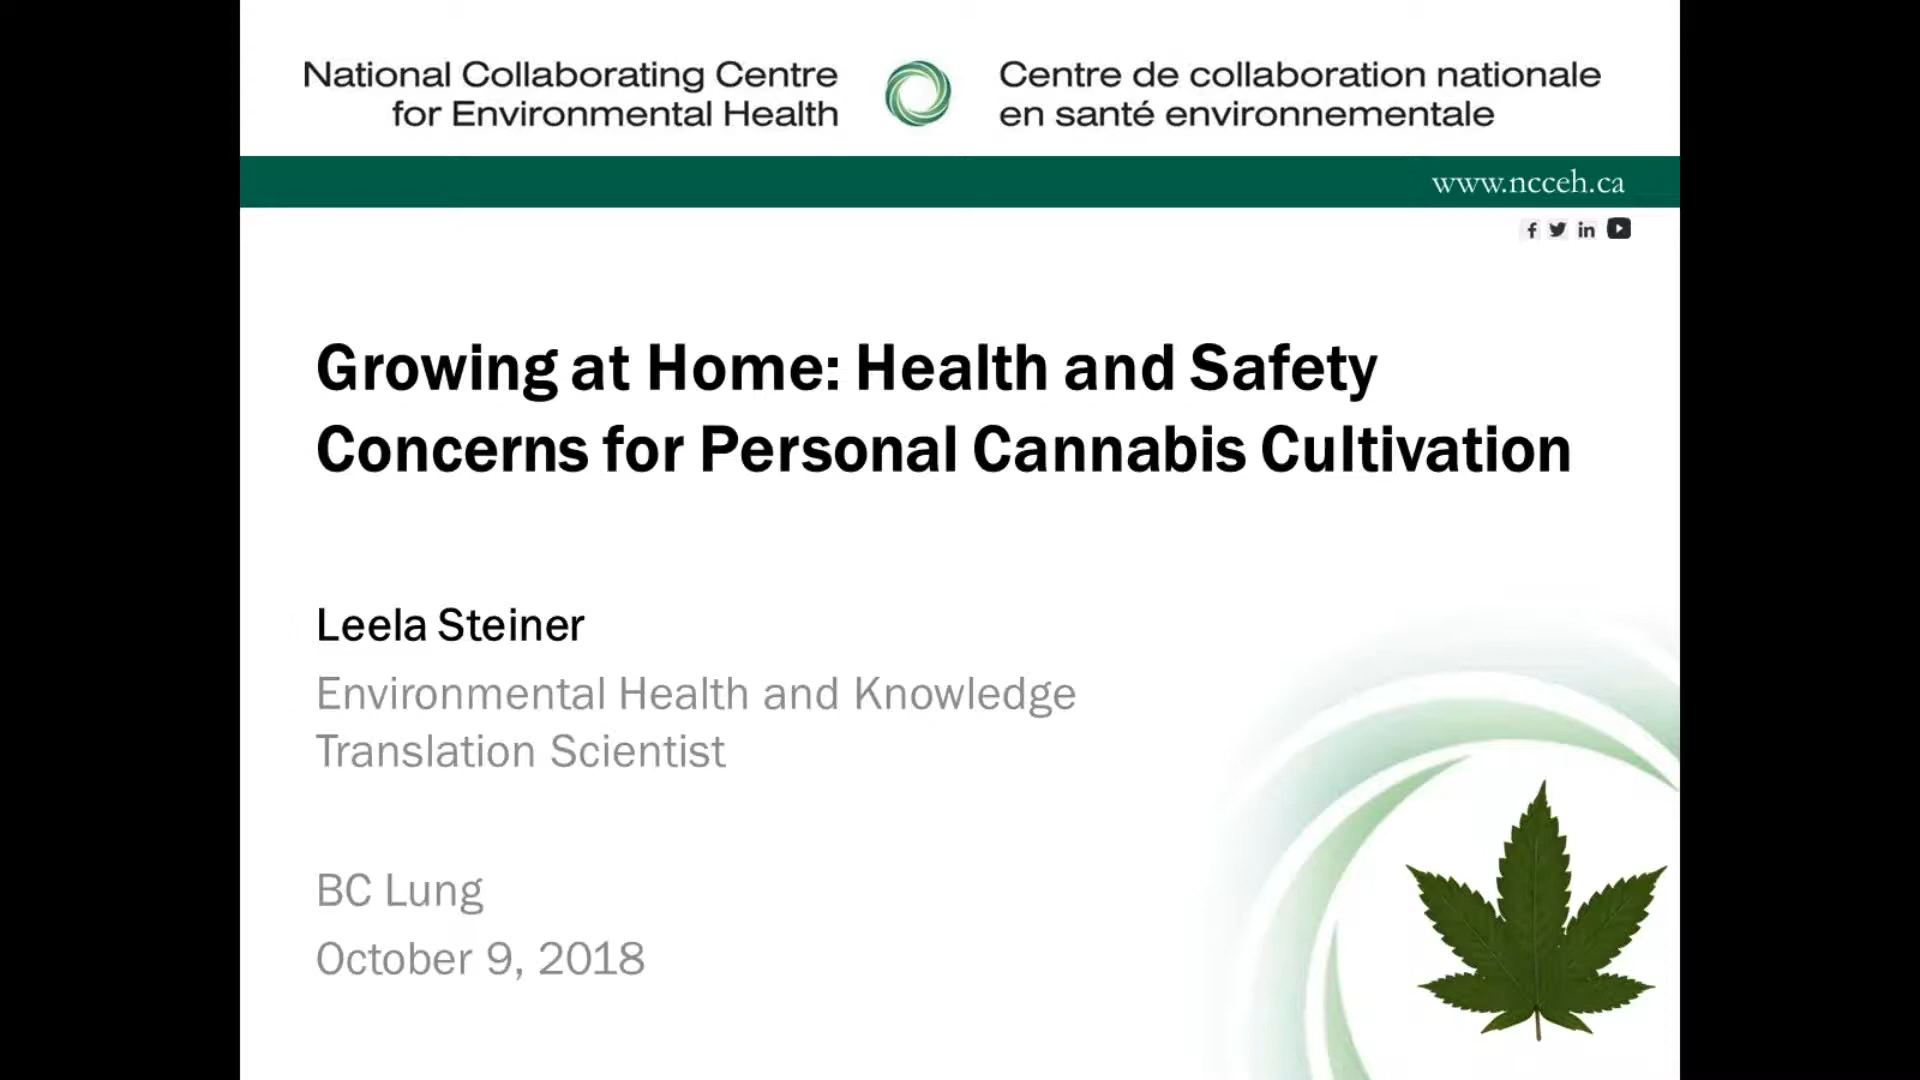 National Collaborating Centre
for Environmental Health
Centre de collaboration nationale
en santé environnementale
www.ncceh.ca
Growing at Home: Health and Safety
Concerns for Personal Cannabis Cultivation
Leela Steiner
Environmental Health and Knowledge
Translation Scientist
BC Lung
October 9, 2018